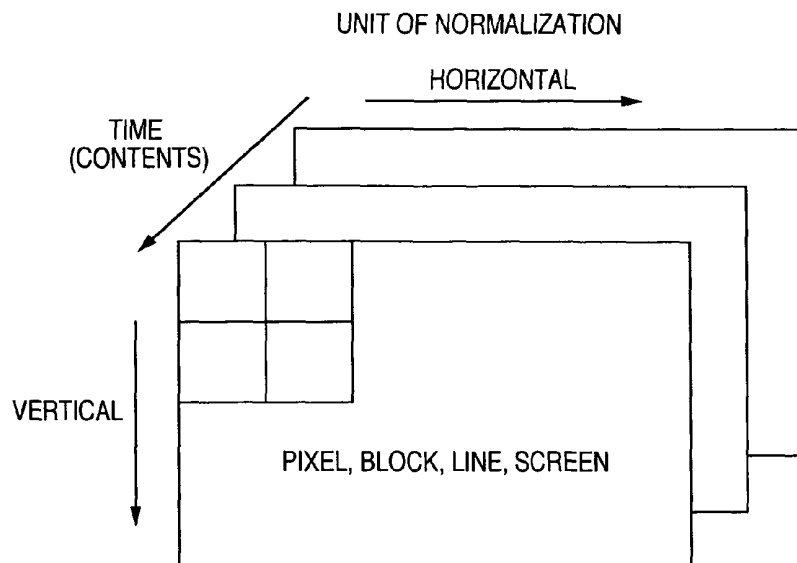 UNIT OF NORMALIZATION
HORIZONTAL
TIME
(CONTENTS)
VERTICAL
PIXEL, BLOCK, LINE, SCREEN